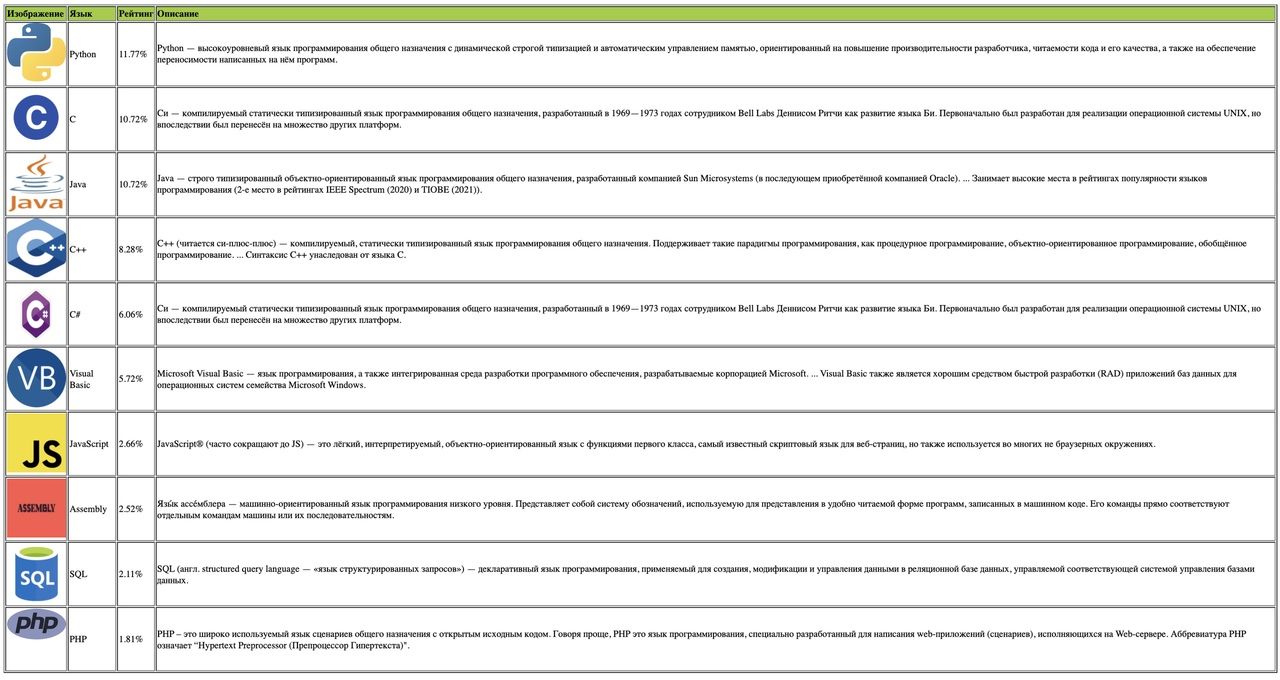 Изображение Язык Рейтинг Описание
Python 11.77% Python — высокоуровневый язык программирования общего назначения с динамической строгой типизацией и автоматическим управлением памятью, ориентированный на повышение производительности разработчика, читаемости кода и его качества, а также на обеспечение
переносимости написанных на нём программ.
C
C 10.72% Си — компилируемый статически типизированный язык программирования общего назначения, разработанный в 1969—1973 годах сотрудником Bell Labs Деннисом Ритчи как развитие языка Би. Первоначально был разработан для реализации операционной системы UNIX, но
впоследствии был перенесён на множество других платформ.
Java
Java 10.72% Java — строго типизированный объектно-ориентированный язык программирования общего назначения, разработанный компанией Sun Microsystems (в последующем приобретённой компанией Oracle). ... Занимает высокие места в рейтингах популярности языков
программирования (2-е место в рейтингах IEEE Spectrum (2020) и TIOBE (2021)).
C++
C++ 8.28% C++ (читается си-плюс-плюс) — компилируемый, статически типизированный язык программирования общего назначения. Поддерживает такие парадигмы программирования, как процедурное программирование, объектно-ориентированное программирование, обобщённое
программирование. ... Синтаксис C++ унаследован от языка C.
C#
C# 6.06% Си — компилируемый статически типизированный язык программирования общего назначения, разработанный в 1969—1973 годах сотрудником Bell Labs Деннисом Ритчи как развитие языка Би. Первоначально был разработан для реализации операционной системы UNIX, но
впоследствии был перенесён на множество других платформ.
VB
Visual Basic 5.72% Microsoft Visual Basic — язык программирования, а также интегрированная среда разработки программного обеспечения, разрабатываемые корпорацией Microsoft. ... Visual Basic также является хорошим средством быстрой разработки (RAD) приложений баз данных для
операционных систем семейства Microsoft Windows.
JS
JavaScript 2.66% JavaScript® (часто сокращают до JS) — это лёгкий, интерпретируемый, объектно-ориентированный язык с функциями первого класса, самый известный скриптовый язык для веб-страниц, но также используется во многих не браузерных окружениях.
ASSEMBLY
Assembly 2.52% Язы́к ассе́мблера — машинно-ориентированный язык программирования низкого уровня. Представляет собой систему обозначений, используемую для представления в удобно читаемой форме программ, записанных в машинном коде. Его команды прямо соответствуют
отдельным командам машины или их последовательностям.
SQL
SQL 2.11% SQL (англ. structured query language — «язык структурированных запросов») — декларативный язык программирования, применяемый для создания, модификации и управления данными в реляционной базе данных, управляемой соответствующей системой управления базами
данных.
php
PHP 1.81% PHP – это широко используемый язык сценариев общего назначения с открытым исходным кодом. Говоря проще, PHP это язык программирования, специально разработанный для написания web-приложений (сценариев), исполняющихся на Web-сервере. Аббревиатура PHP
означает “Hypertext Preprocessor (Препроцессор Гипертекста)".